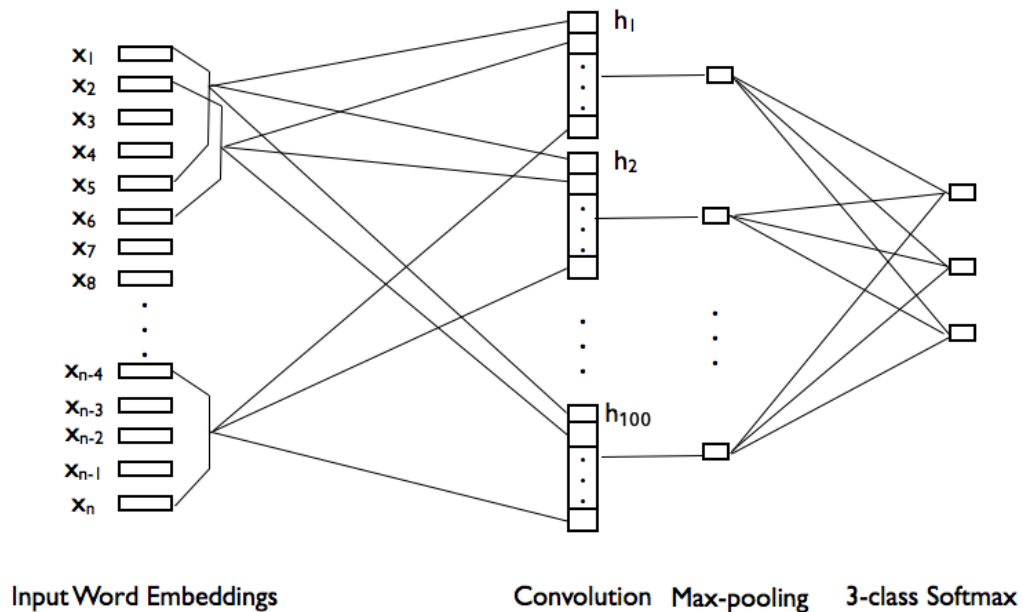 x1
x2
x3
x4
x5
x6
x7
x8
xn-4
xn-3
xn-2
xn-1
xn
h1
h2
h100
Input Word Embeddings Convolution Max-pooling 3-class Softmax